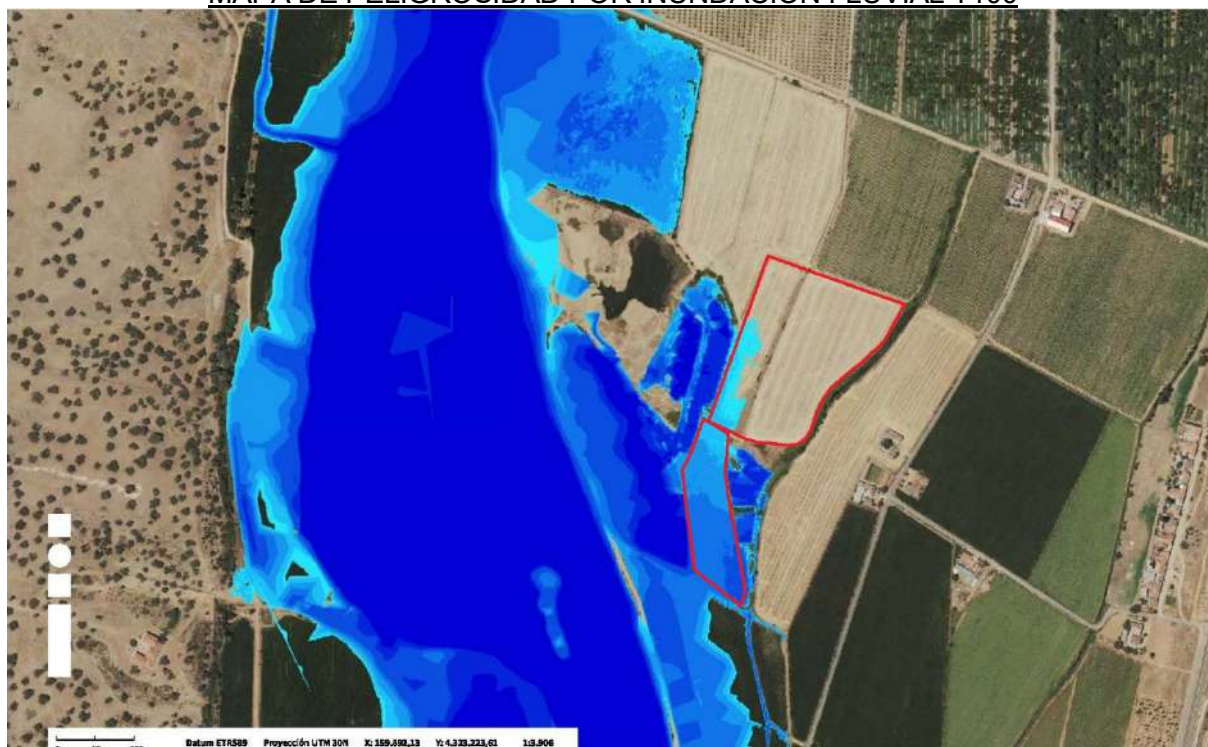 MAPA DE PELIGROSIDAD POR INUNDACIÓN FLUVIAL T100
Datum ETRS89 Proyección UTM 30N X: 159.892,13 Y: 4.323.223,61 1:3.906